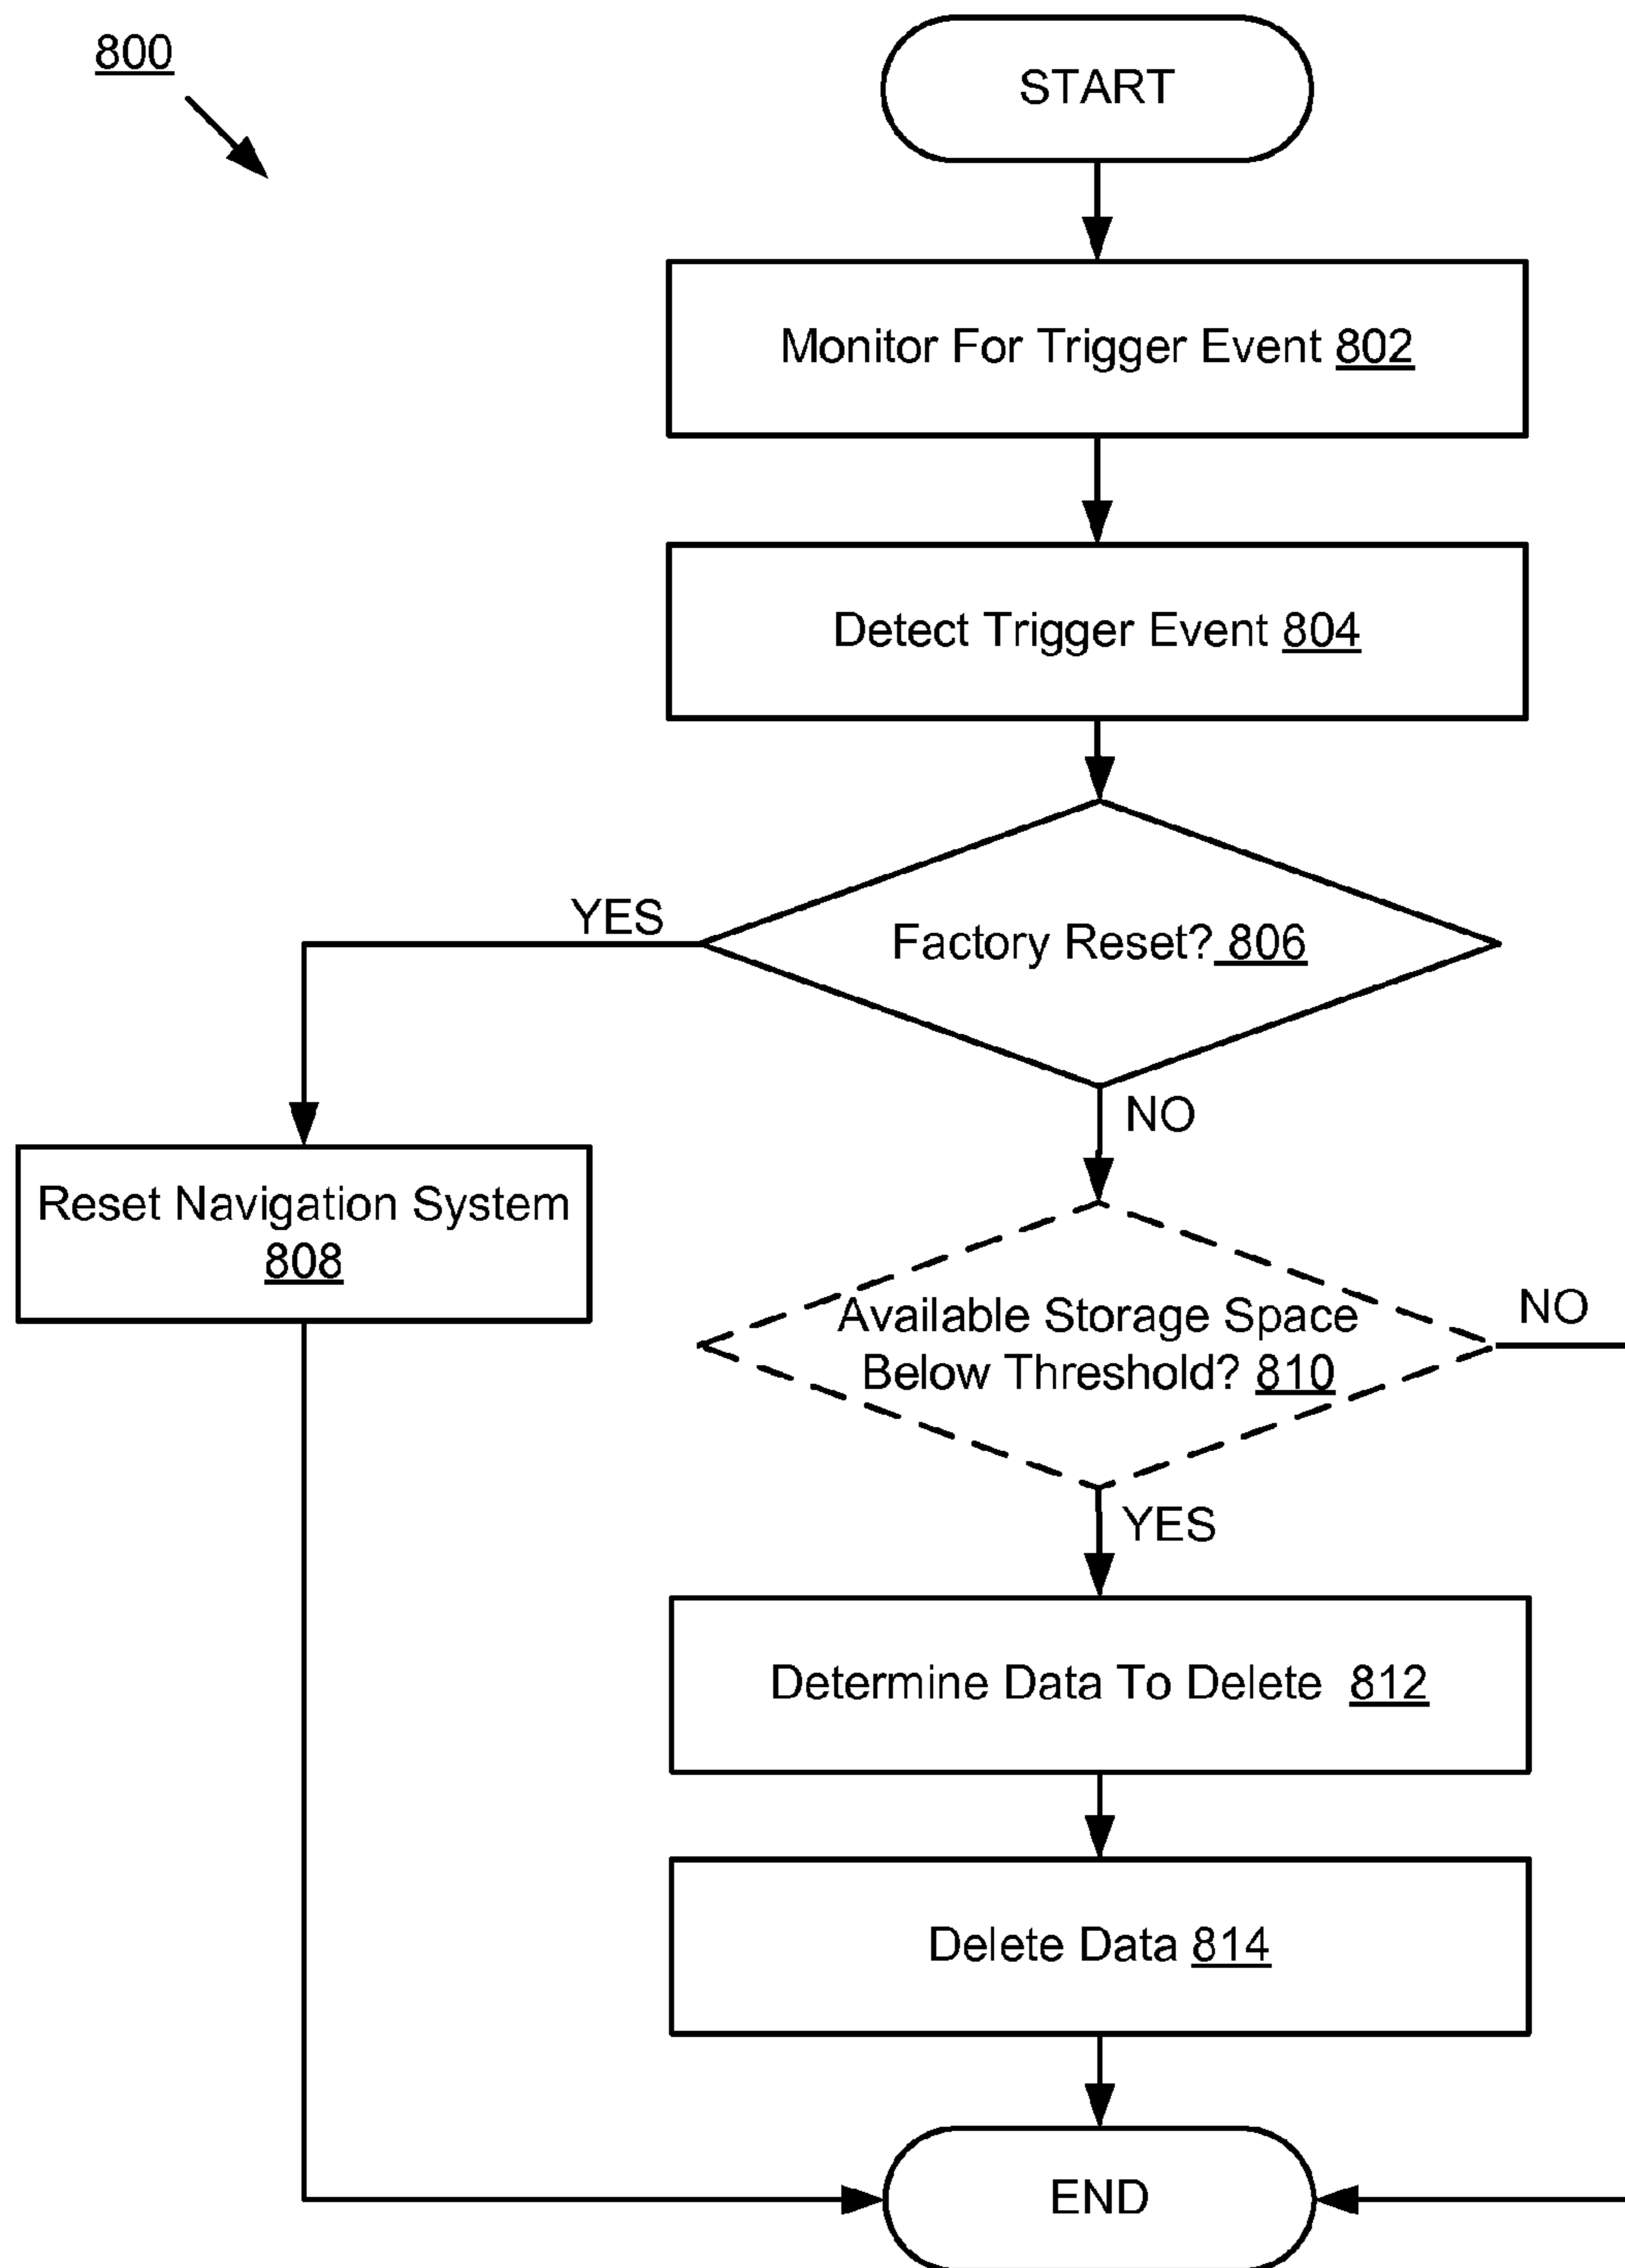 800
START
Monitor For Trigger Event 802
Detect Trigger Event 804
YES
Factory Reset? 806
NO
Reset Navigation System
808
Available Storage Space
Below Threshold? 810
NO
YES
Determine Data To Delete 812
Delete Data 814
END